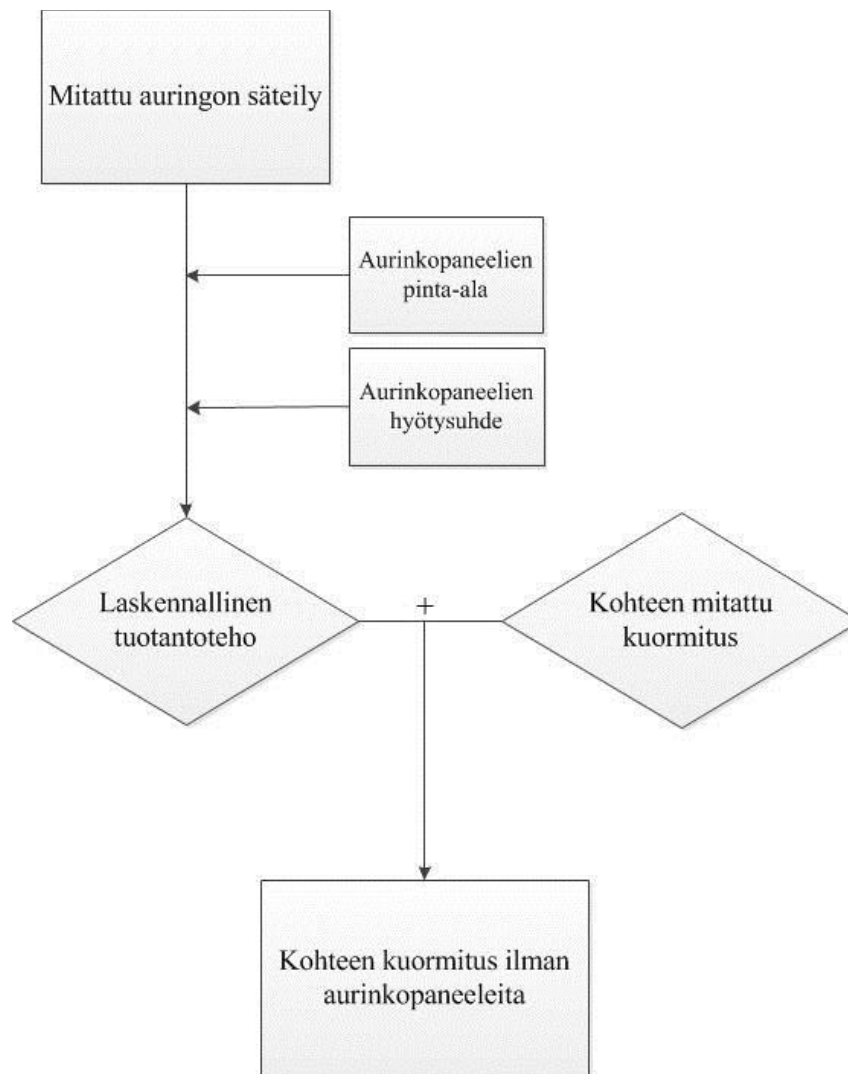 Mitattu auringon säteily
Aurinkopaneelien
pinta-ala
Aurinkopaneelien
hyötysuhde
Laskennallinen
tuotantoteho
+
Kohteen mitattu
kuormitus
Kohteen kuormitus ilman
aurinkopaneeleita